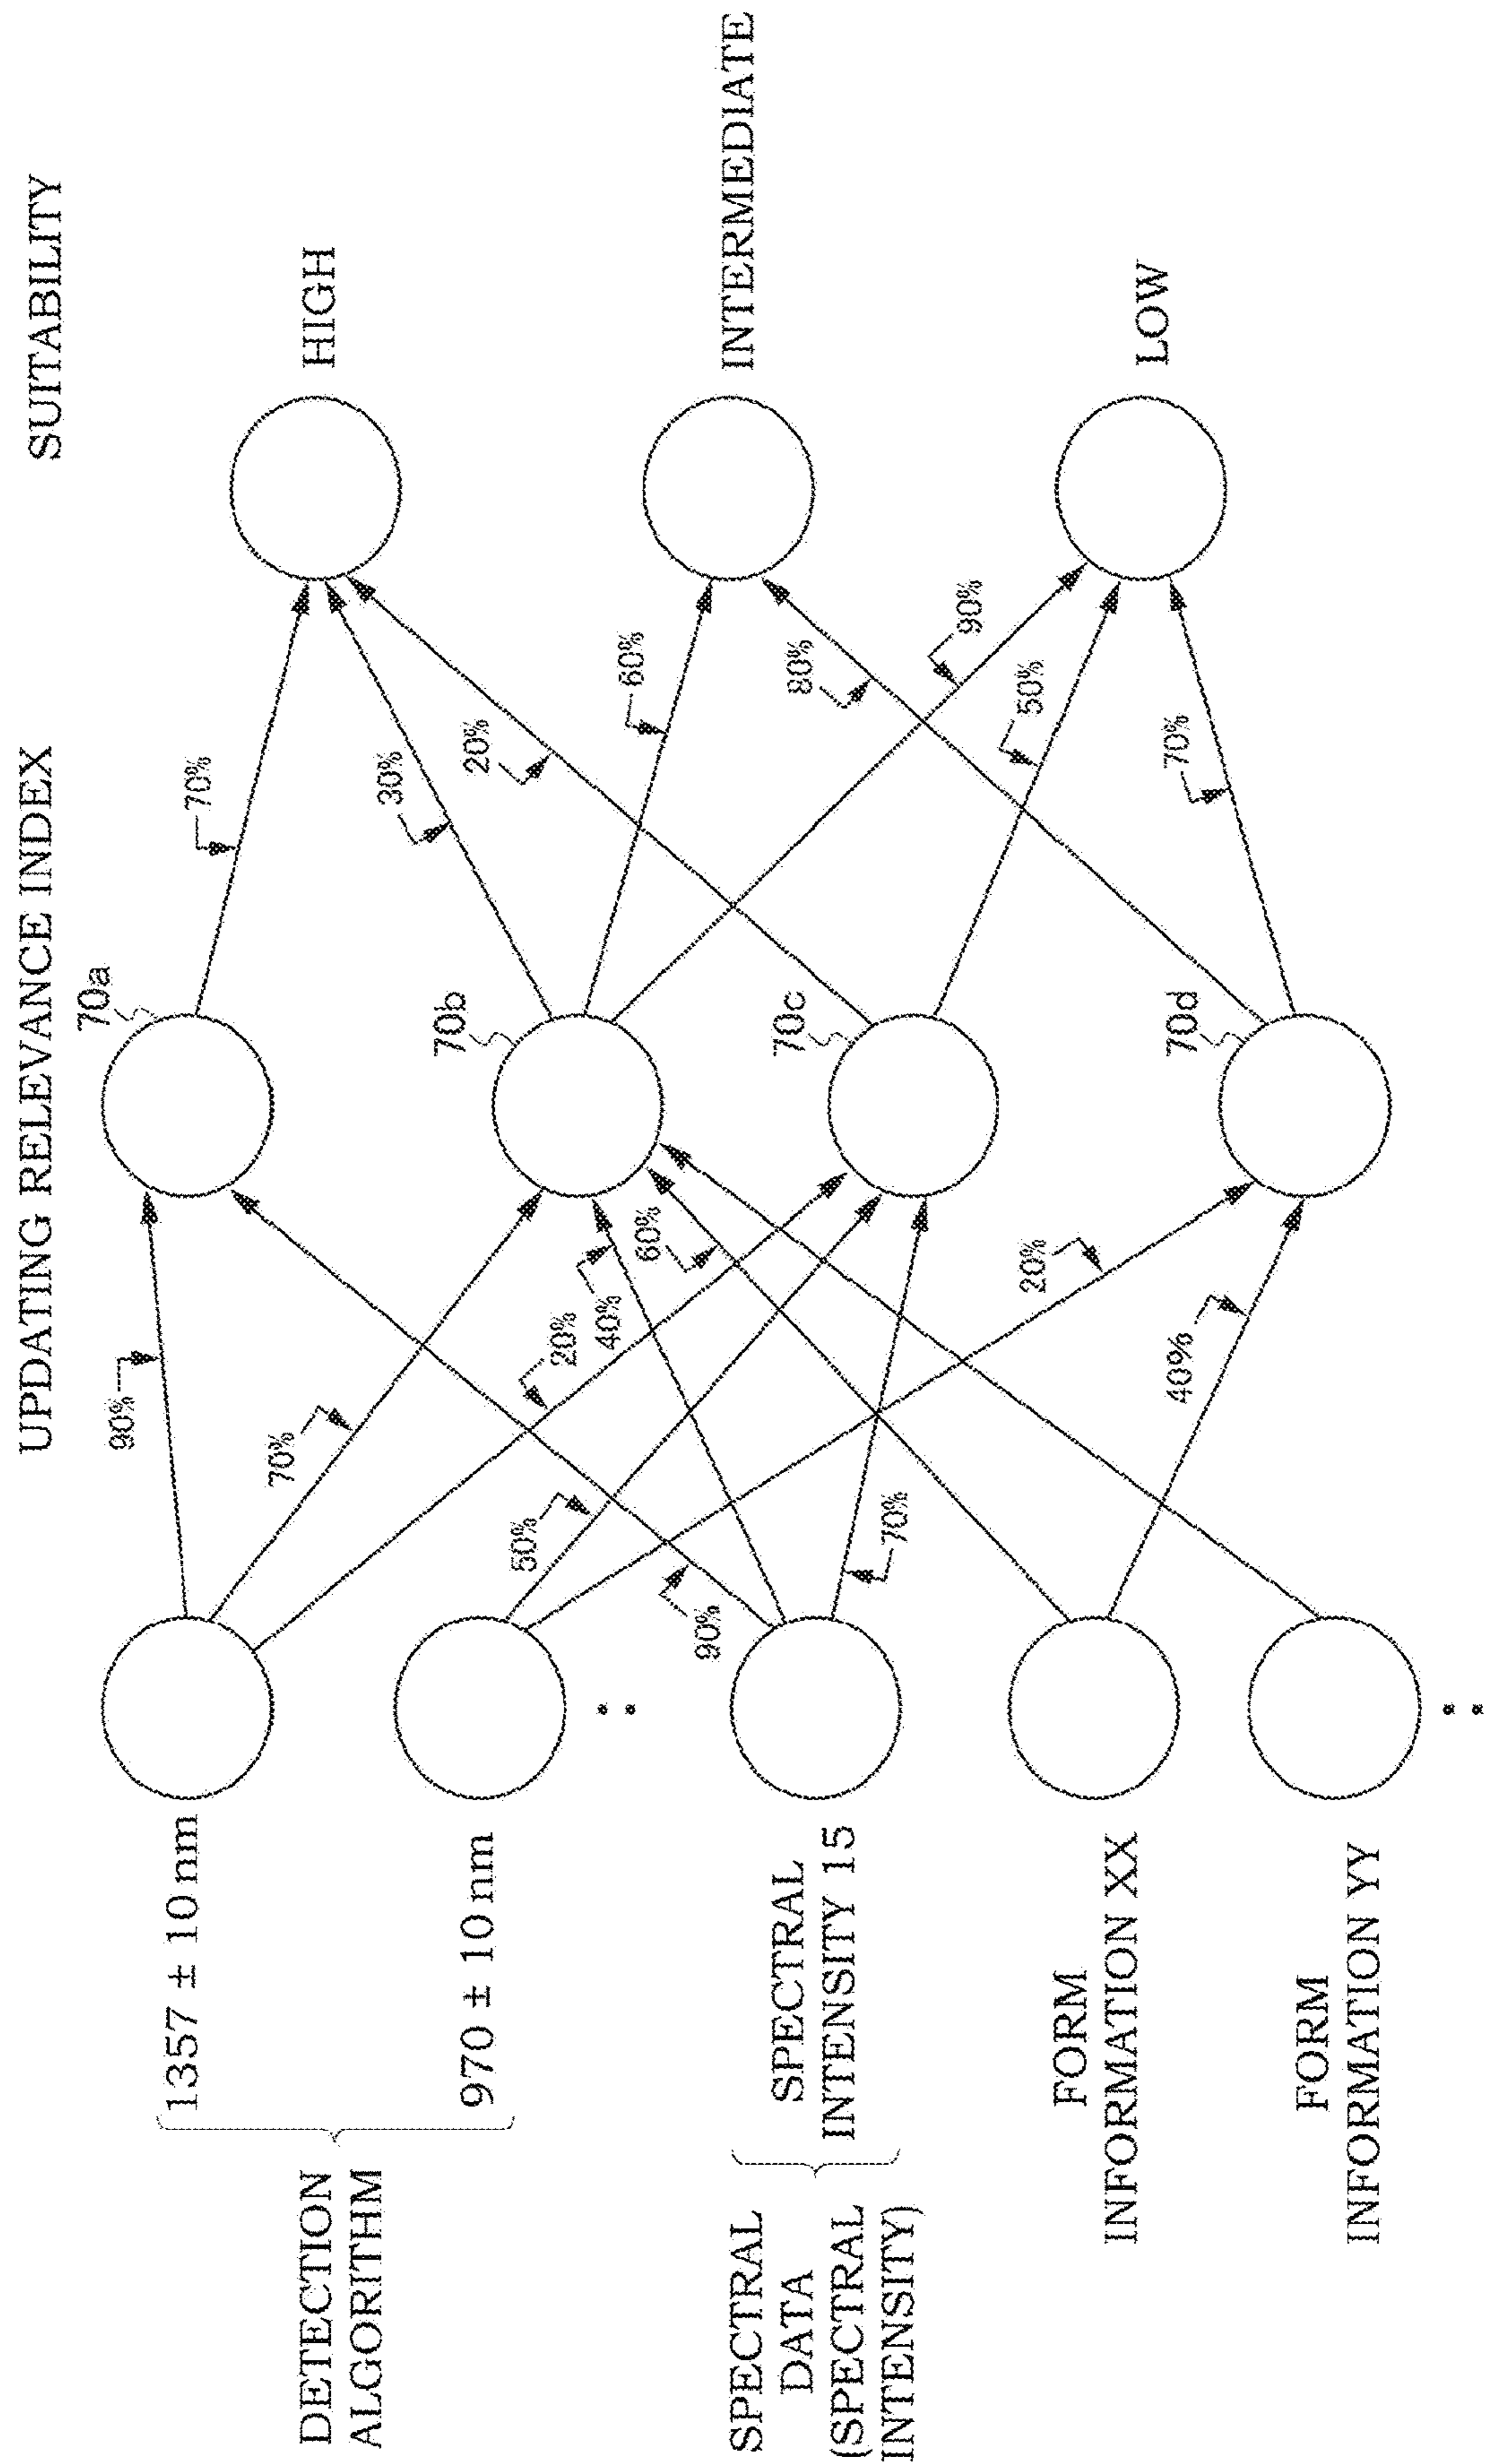 UPDATING RELEVANCE INDEX
SUITABILITY
DETECTION
ALGORITHM
1357 ± 10 nm
970 ± 10 nm
SPECTRAL
DATA
(SPECTRAL
INTENSITY)
SPECTRAL
INTENSITY 15
FORM
INFORMATION XX
FORM
INFORMATION YY
90%
70%
20%
50%
90%
40%
70%
60%
20%
40%
70a
70b
70c
70d
70%
30%
20%
60%
80%
90%
50%
70%
HIGH
INTERMEDIATE
LOW